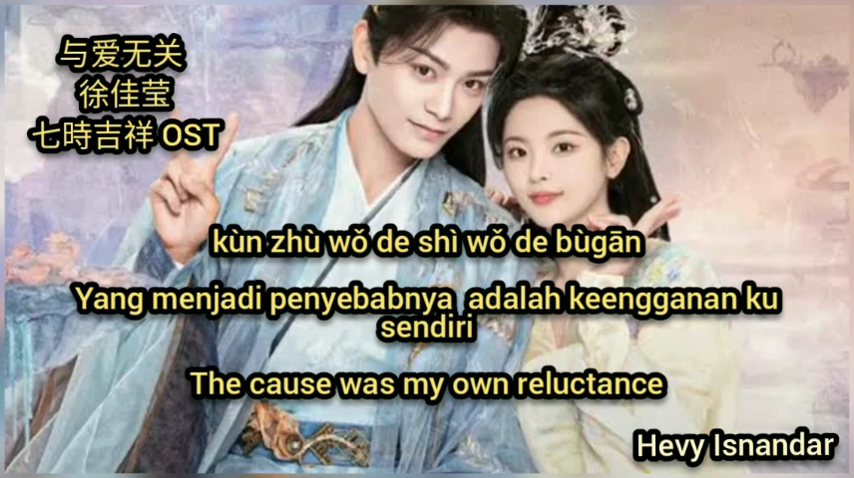 与爱无关
徐佳莹
七時吉祥 OST
kùn zhù wǒ de shì wǒ de bùgān
Yang menjadi penyebabnya adalah keengganan ku
sendiri
The cause was my own reluctance
Hevy Isnandar